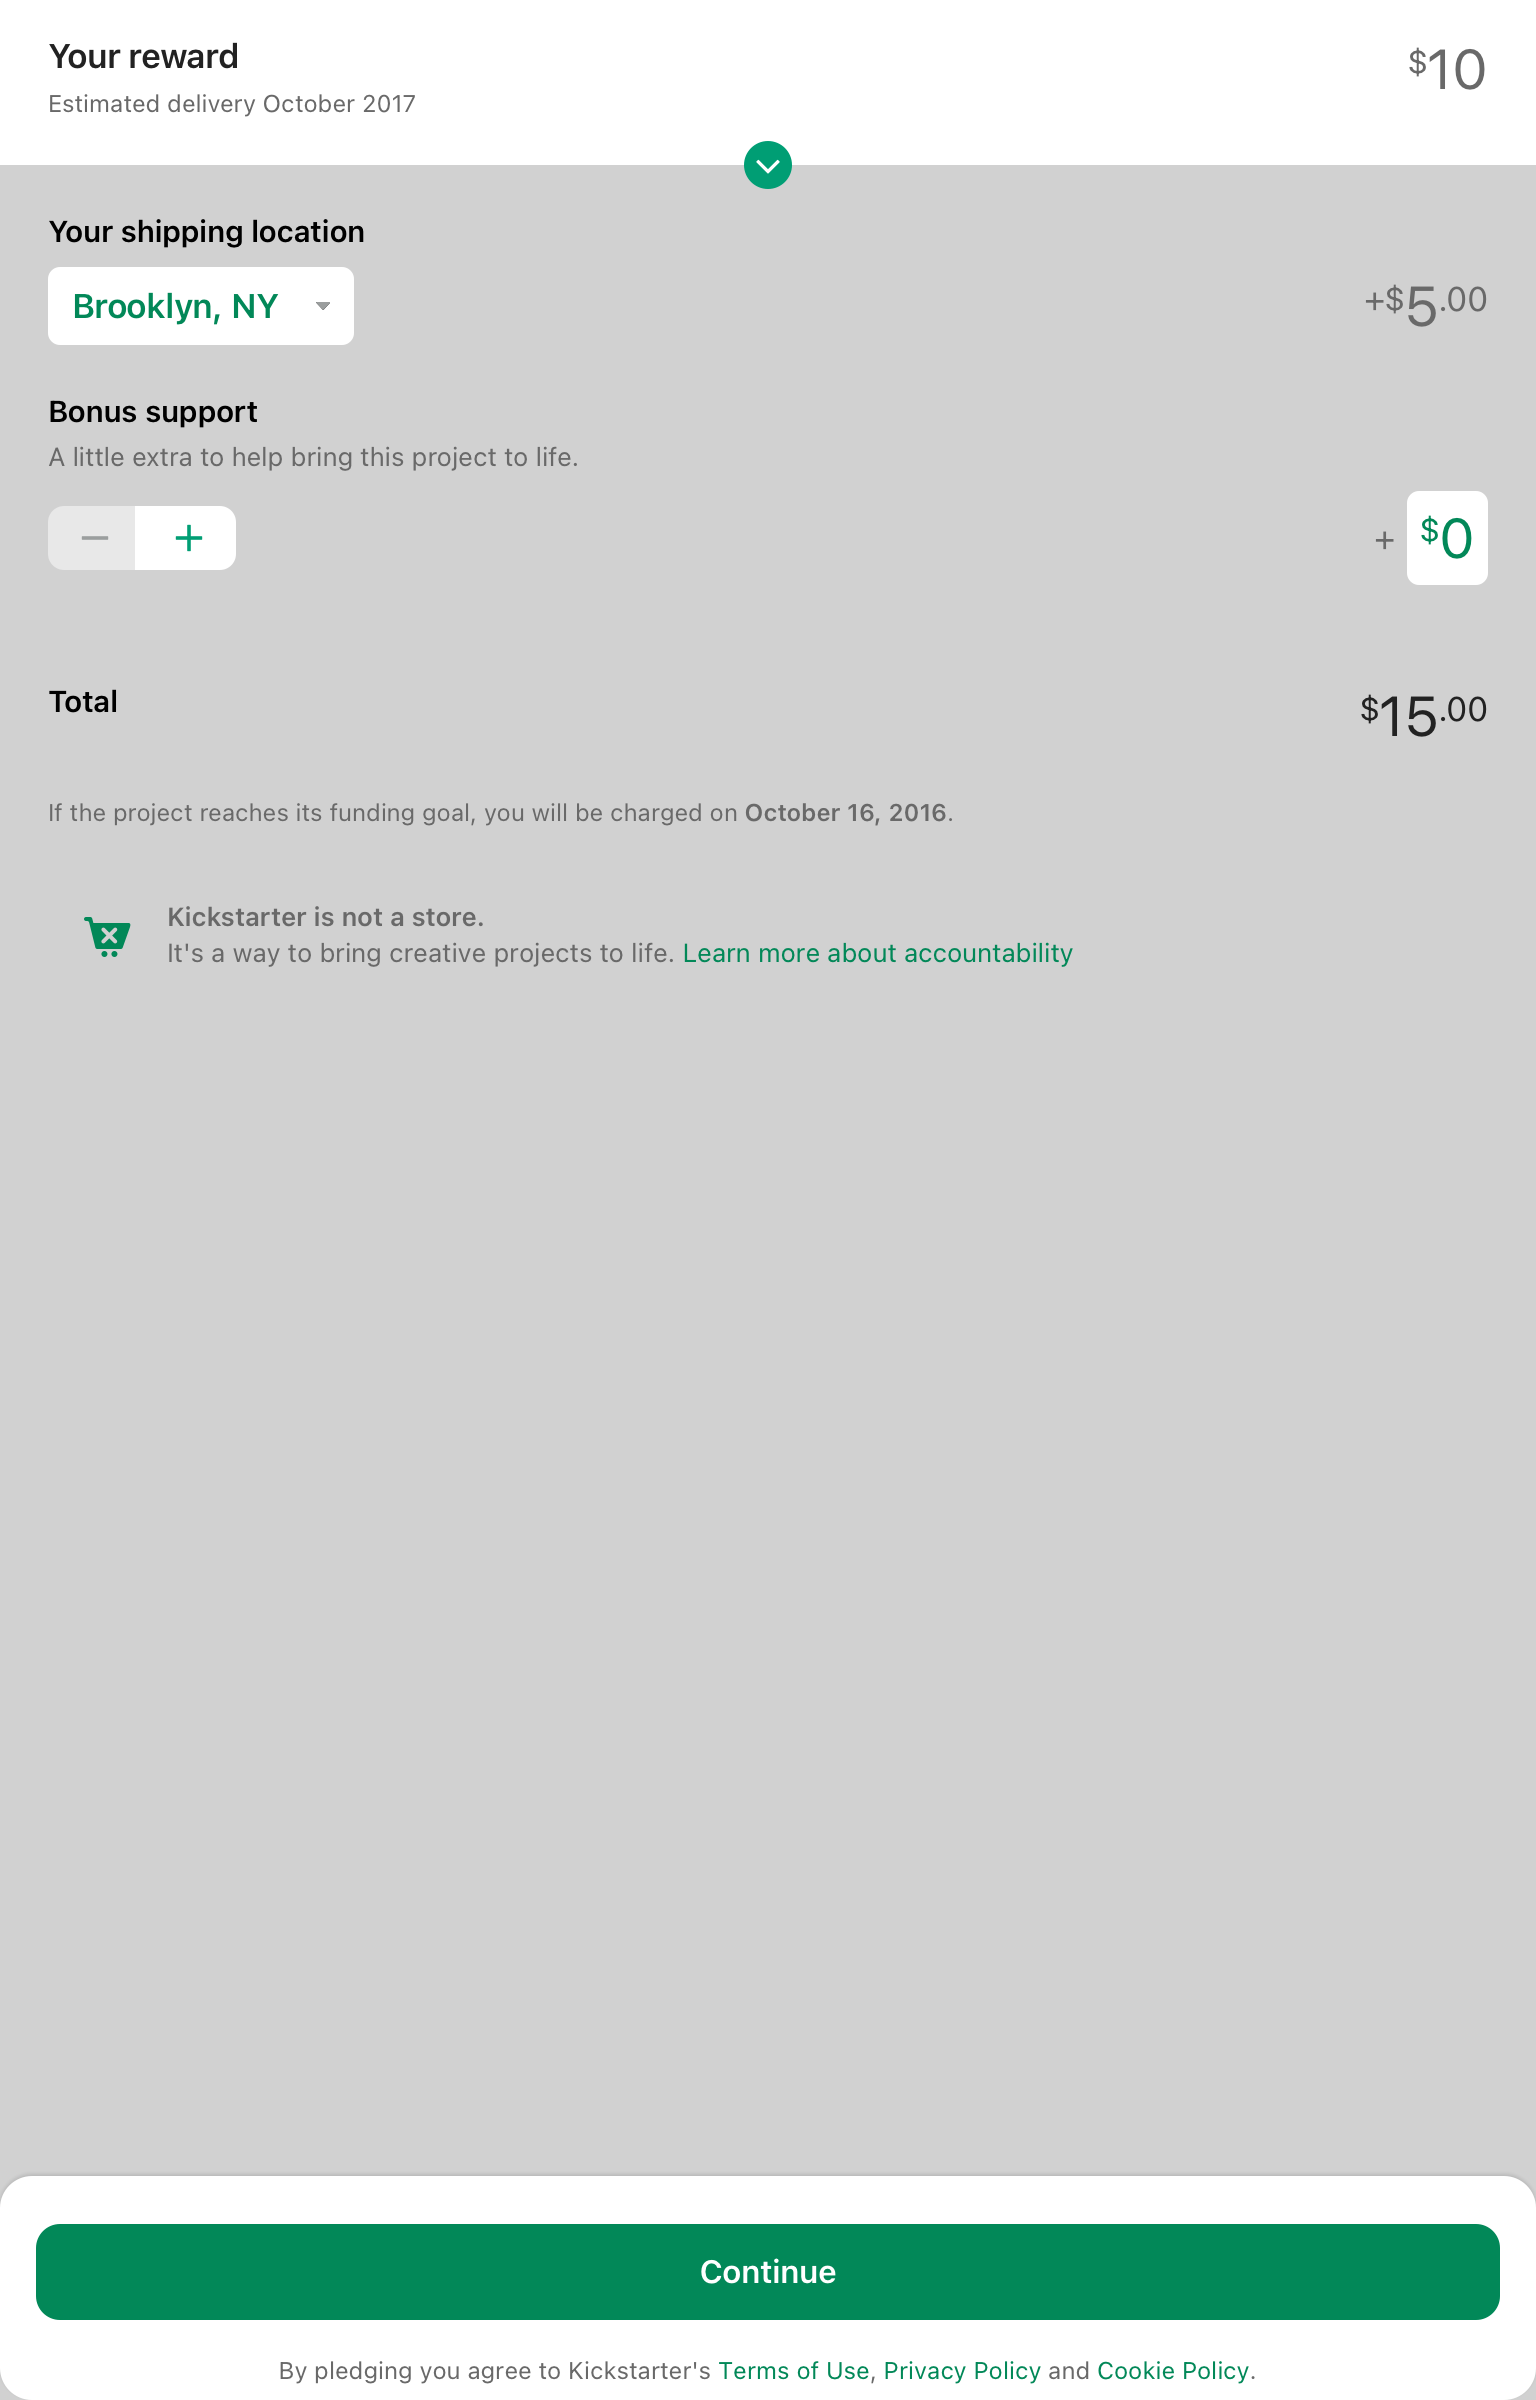 Your reward
$10
Estimated delivery October 2017
Your shipping location
Brooklyn, NY
+$5.00
Bonus support
A little extra to help bring this project to life.
+ $0
Total
$15.00
If the project reaches its funding goal, you will be charged on October 16, 2016.
Kickstarter is not a store.
It's a way to bring creative projects to life. Learn more about accountability
Continue
By pledging you agree to Kickstarter's Terms of Use, Privacy Policy and Cookie Policy.